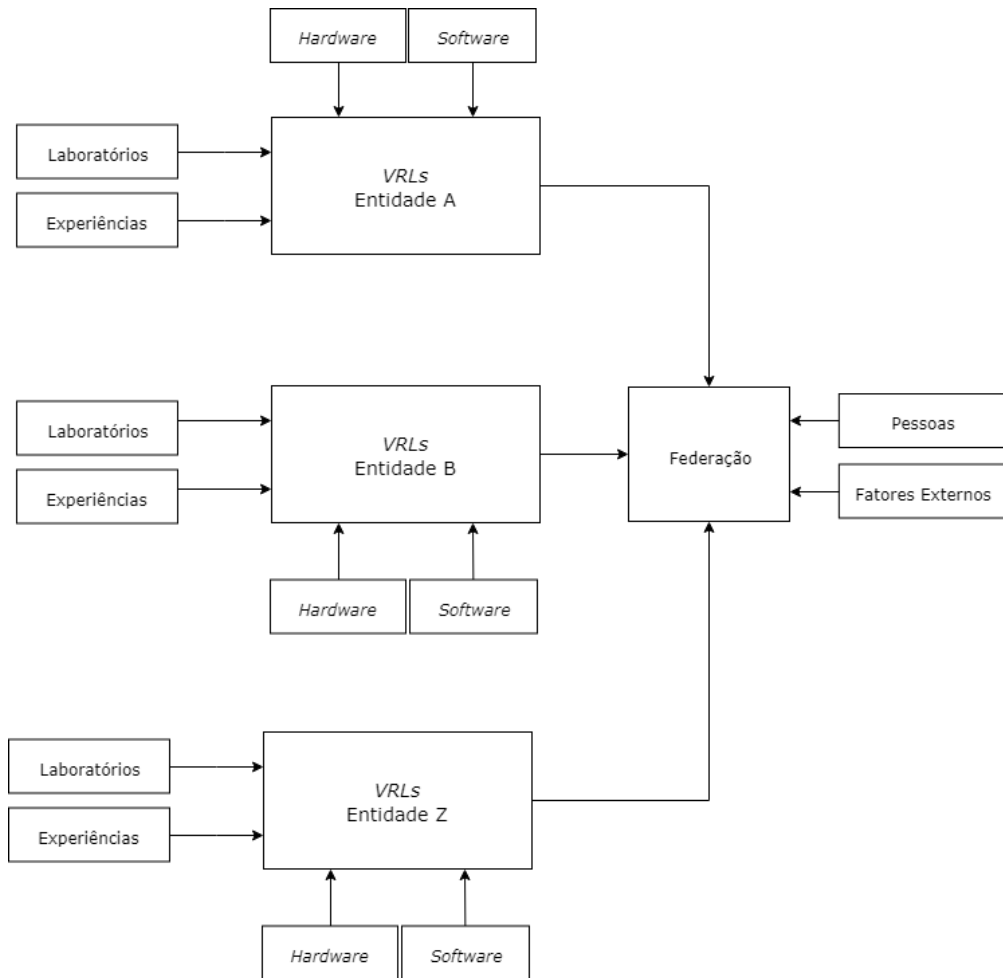 Hardware
Software
Laboratórios
Experiências
VRLs
Entidade A
Laboratórios
Experiências
VRLs
Entidade B
Hardware
Software
Federação
Pessoas
Fatores Externos
Laboratórios
Experiências
VRLs
Entidade Z
Hardware
Software